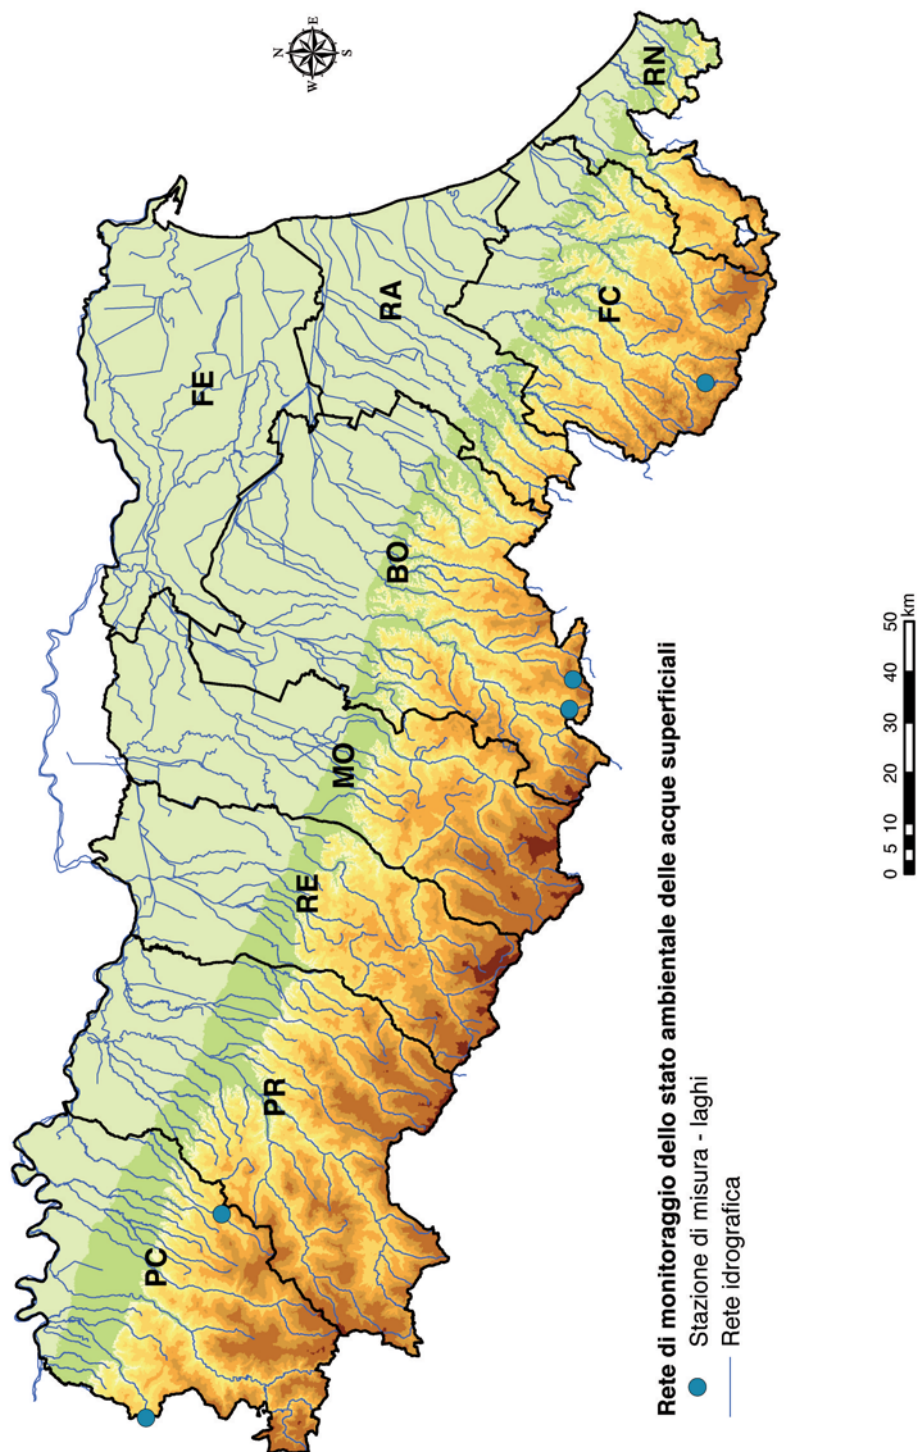 N
W
E
S
PC
PR
RE
MO
BO
FE
RA
FC
RN
Rete di monitoraggio dello stato ambientale delle acque superficiali
Stazione di misura - laghi
Rete idrografica
0 5 10 20 30 40 50
km